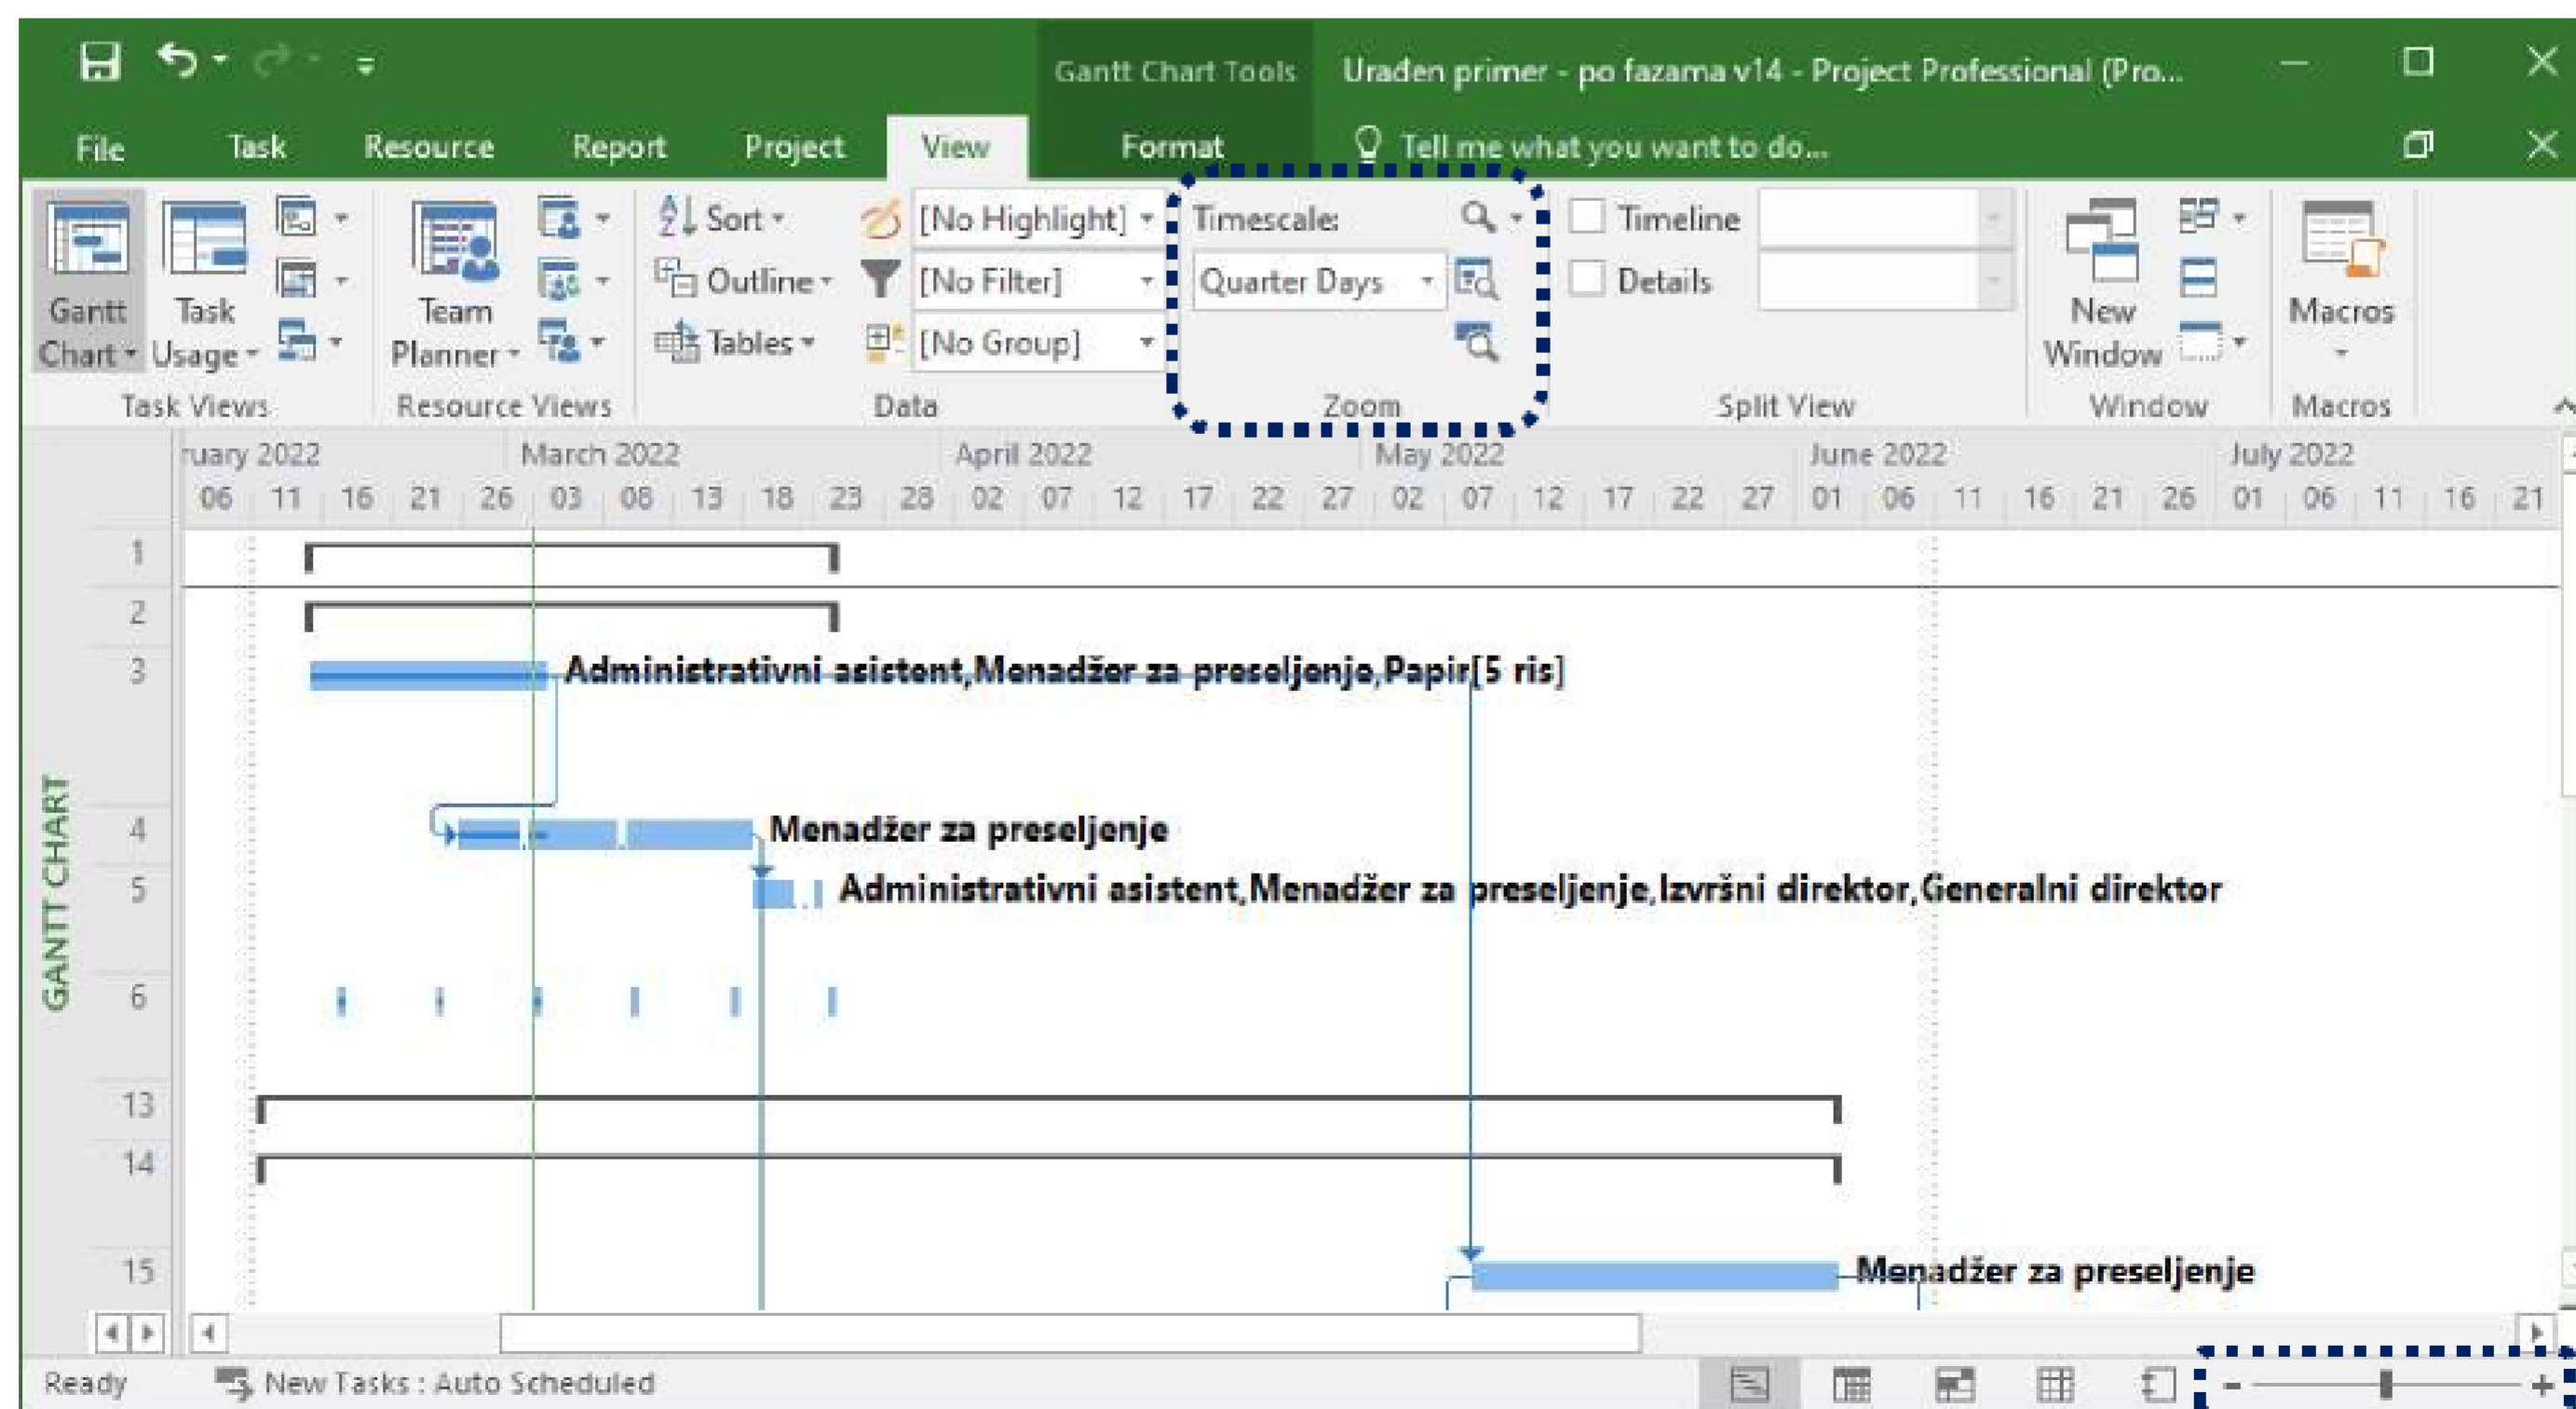 Gantt Chart Tools
Urađen primer - po fazama v14 - Project Professional (Pro...
File Task Resource Report Project View Format Tell me what you want to do...
Gantt Chart
Task Usage
Team Planner
Sort
Outline
Tables
[No Highlight]
[No Filter]
[No Group]
Timescale:
Quarter Days
Timeline
Details
New Window
Macros
Task Views Resource Views Data Zoom Split View Window Macros
ruary 2022 March 2022 April 2022 May 2022 June 2022 July 2022
06 11 16 21 26 03 08 13 18 23 28 02 07 12 17 22 27 02 07 12 17 22 27 01 06 11 16 21 26 01 06 11 16 21
GANTT CHART
1
2
3 Administrativni asistent,Menadžer za preseljenje,Papir[5 ris]
4 Menadžer za preseljenje
5 Administrativni asistent,Menadžer za preseljenje,Izvršni direktor,Generalni direktor
6
13
14
15 Menadžer za preseljenje
Ready New Tasks : Auto Scheduled